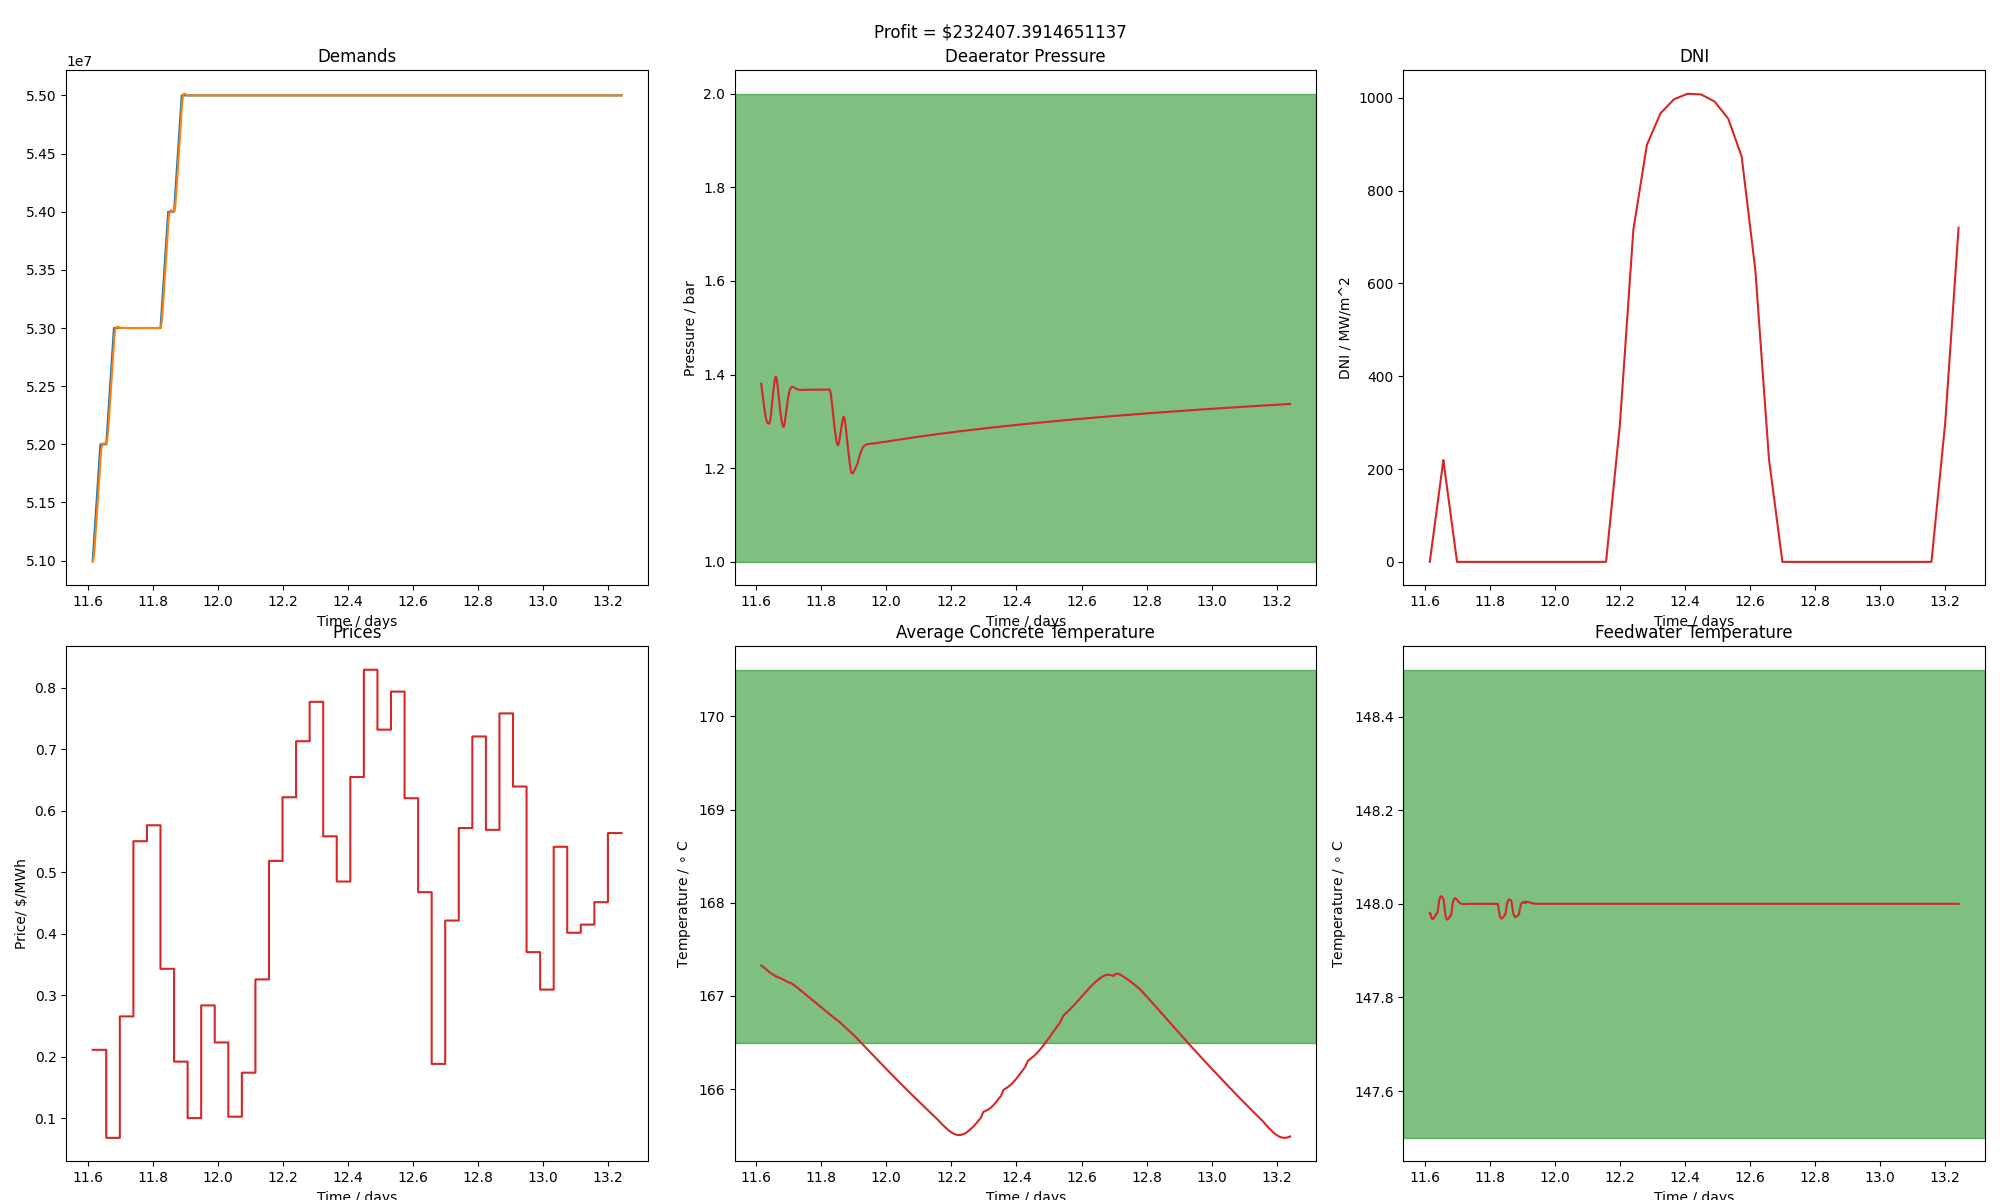 Profit = $232407.3914651137
Demands
1e7
5.50
5.45
5.40
5.35
5.30
5.25
5.20
5.15
5.10
11.6 11.8 12.0 12.2 12.4 12.6 12.8 13.0 13.2
Time / days
Deaerator Pressure
Pressure / bar
2.0
1.8
1.6
1.4
1.2
1.0
11.6 11.8 12.0 12.2 12.4 12.6 12.8 13.0 13.2
Time / days
DNI
DNI / MW/m^2
1000
800
600
400
200
0
11.6 11.8 12.0 12.2 12.4 12.6 12.8 13.0 13.2
Time / days
Prices
Price/ $/MWh
0.8
0.7
0.6
0.5
0.4
0.3
0.2
0.1
11.6 11.8 12.0 12.2 12.4 12.6 12.8 13.0 13.2
Time / days
Average Concrete Temperature
Temperature / ∘ C
170
169
168
167
166
11.6 11.8 12.0 12.2 12.4 12.6 12.8 13.0 13.2
Time / days
Feedwater Temperature
Temperature / ∘ C
148.4
148.2
148.0
147.8
147.6
11.6 11.8 12.0 12.2 12.4 12.6 12.8 13.0 13.2
Time / days